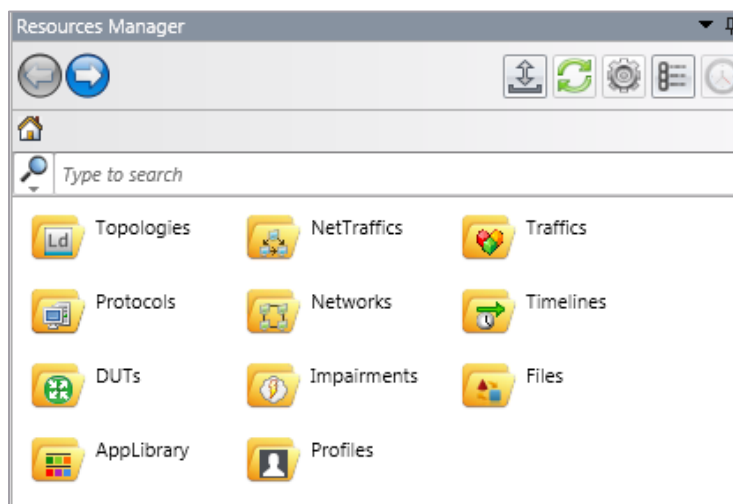 Resources Manager
Type to search
Topologies NetTraffics Traffics
Ld
Protocols Networks Timelines
DUTs Impairments Files
AppLibrary Profiles